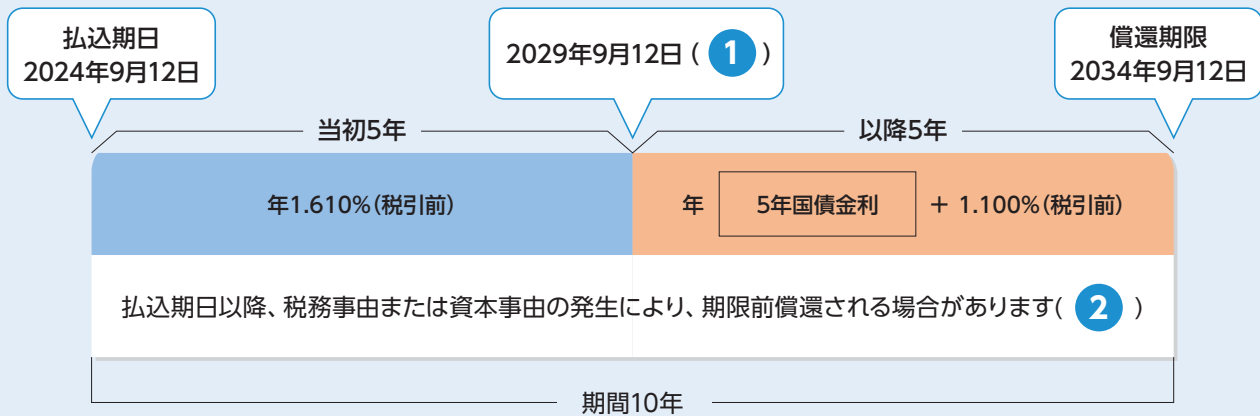 払込期日
2024年9月12日
2029年9月12日 ( 1 )
償還期限
2034年9月12日
当初5年
以降5年
年1.610%(税引前)
年 5年国債金利 + 1.100%(税引前)
払込期日以降、税務事由または資本事由の発生により、期限前償還される場合があります( 2 )
期間10年